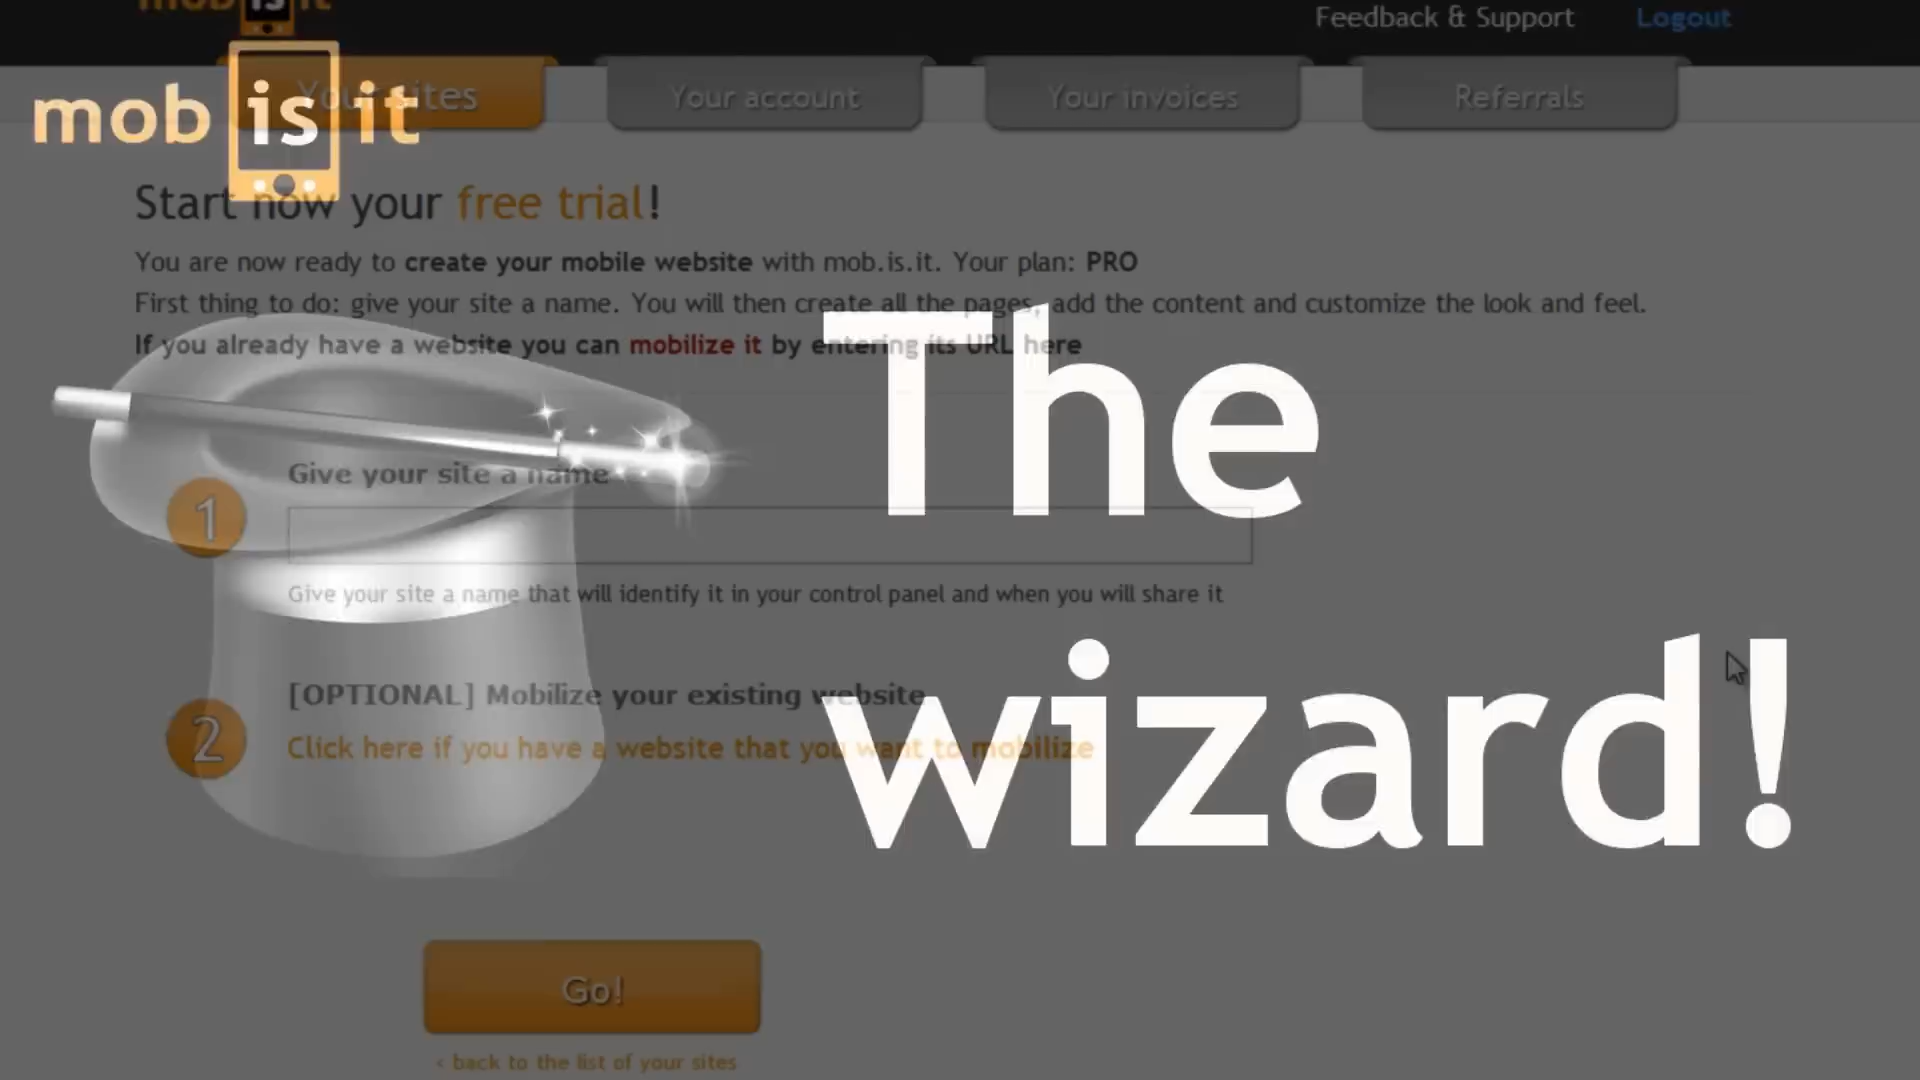 mob is it
Feedback & Support
Logout
mob is it
Your sites
Your account
Your invoices
Referrals
Start now your free trial!
You are now ready to create your mobile website with mob.is.it. Your plan: PRO
First thing to do: give your site a name. You will then create all the pages, add the content and customize the look and feel.
If you already have a website you can mobilize it by entering its URL here
The
wizard!
1
Give your site a name
Give your site a name that will identify it in your control panel and when you will share it
2
[OPTIONAL] Mobilize your existing website
Click here if you have a website that you want to mobilize
Go!
‹ back to the list of your sites